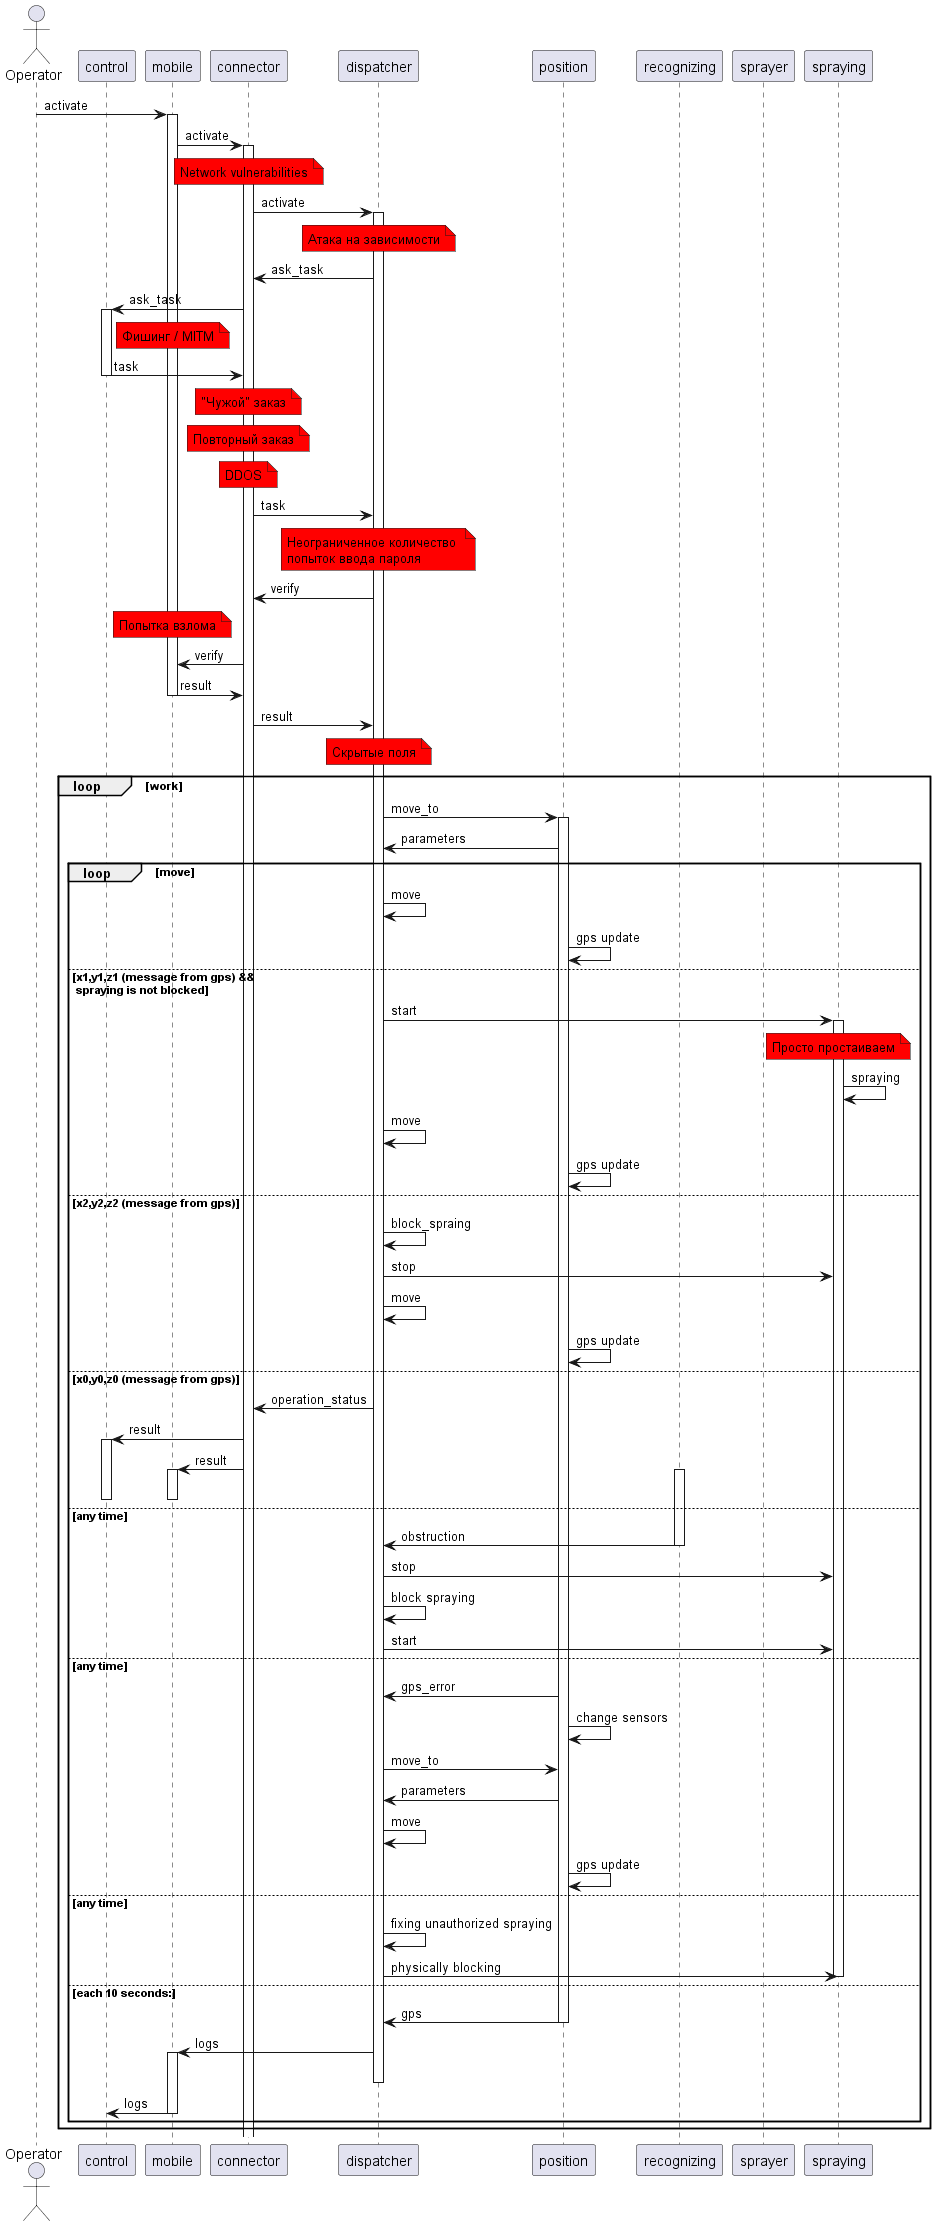 Operator
control
mobile
connector
dispatcher
position
recognizing
sprayer
spraying
activate
activate
Network vulnerabilities
activate
Атака на зависимости
ask_task
ask_task
Фишинг / MITM
task
"Чужой" заказ
Повторный заказ
DDOS
task
Неограниченное количество
попыток ввода пароля
verify
Попытка взлома
verify
result
result
Скрытые поля
loop [work]
move_to
parameters
loop [move]
move
gps update
[x1,y1,z1 (message from gps) &&
spraying is not blocked]
start
Просто простаиваем
spraying
move
gps update
[x2,y2,z2 (message from gps)]
block_spraing
stop
move
gps update
[x0,y0,z0 (message from gps)]
operation_status
result
result
[any time]
obstruction
stop
block spraying
start
[any time]
gps_error
change sensors
move_to
parameters
move
gps update
[any time]
fixing unauthorized spraying
physically blocking
[each 10 seconds:]
gps
logs
logs
Operator
control
mobile
connector
dispatcher
position
recognizing
sprayer
spraying